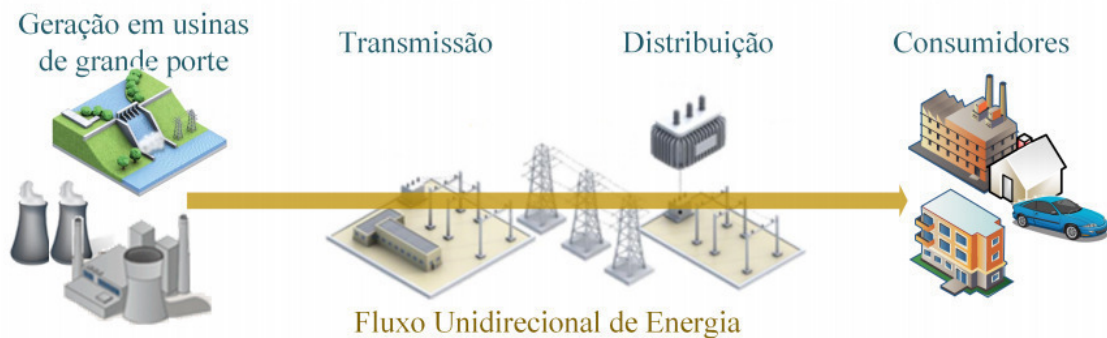 Geração em usinas
de grande porte
Transmissão
Distribuição
Consumidores
Fluxo Unidirecional de Energia